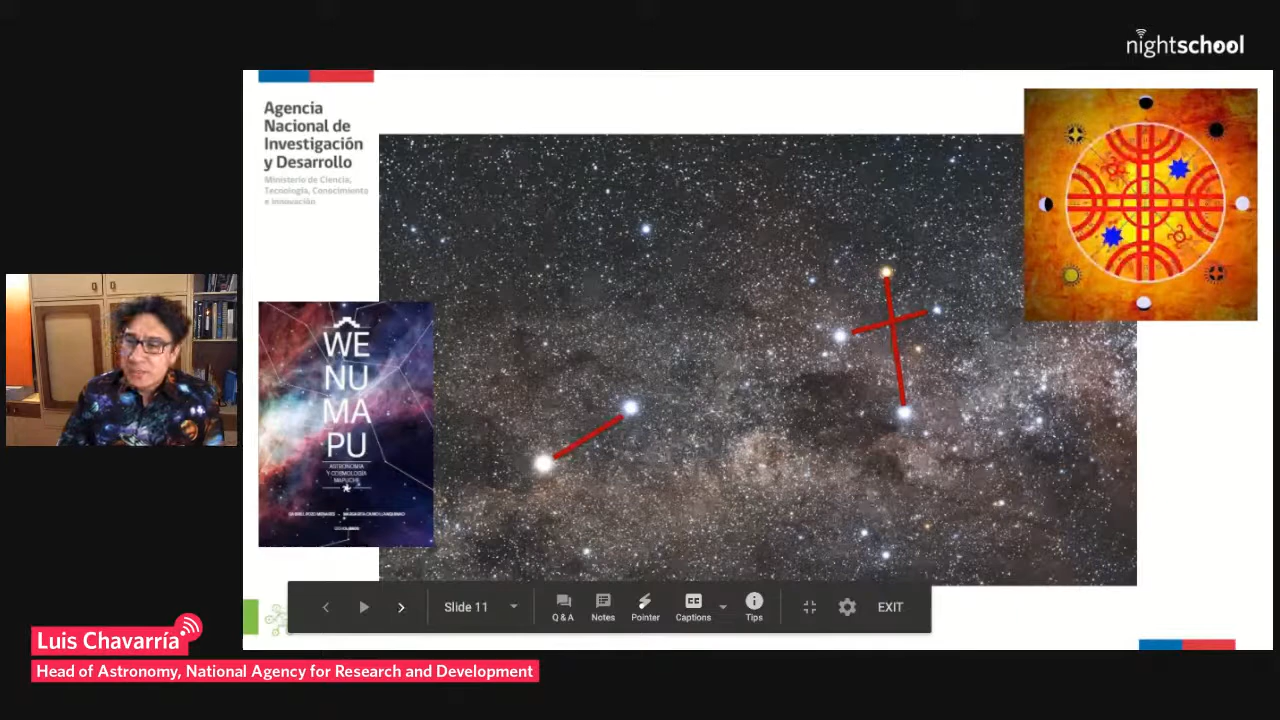 nightschool
Agencia
Nacional de
Investigación
y Desarrollo
Ministerio de Ciencia,
Tecnología, Conocimiento
e Innovación
WE
NU
MA
PU
ASTRONOMÍA
Y COSMOLOGÍA
MAPUCHE
Slide 11
Q & A
Notes
Pointer
CC
Captions
Tips
EXIT
Luis Chavarría
Head of Astronomy, National Agency for Research and Development